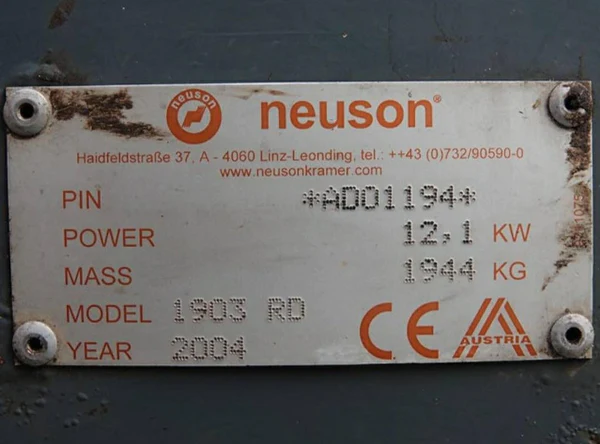 neuson
neuson®
Haidfeldstraße 37, A - 4060 Linz-Leonding, tel.: ++43 (0)732/90590-0
www.neusonkramer.com
PIN *AD01194*
POWER 12,1 KW
MASS 1944 KG
MODEL 1903 RD
YEAR 2004
CE
AUSTRIA